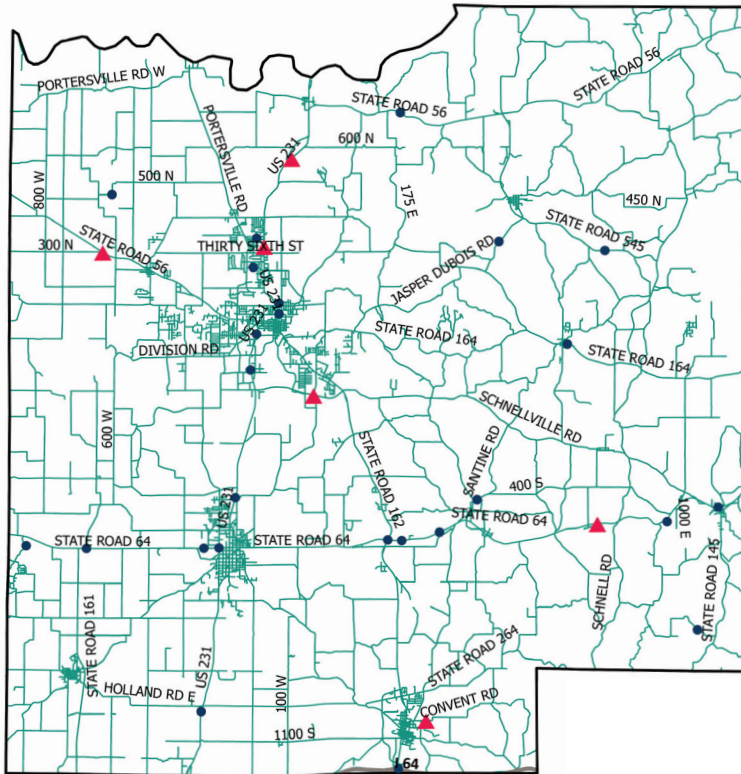 PORTERSVILLE RD W
STATE ROAD 56
STATE ROAD 56
PORTERSVILLE RD
600 N
US 231
500 N
800 W
175 E
450 N
STATE ROAD 56
300 N
THIRTY SIXTH ST
JASPER DUBOIS RD
STATE ROAD 545
US 231
US 231
DIVISION RD
STATE ROAD 164
STATE ROAD 164
SCHNELLVILLE RD
600 W
STATE ROAD 162
SANTINE RD
400 S
US 231
STATE ROAD 64
STATE ROAD 64
STATE ROAD 64
1000 E
STATE ROAD 145
SCHNELL RD
STATE ROAD 161
US 231
STATE ROAD 264
HOLLAND RD E
100 W
CONVENT RD
1100 S
I 64